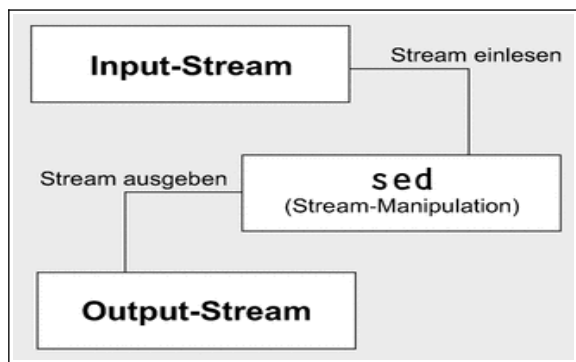 Input-Stream
Stream einlesen
sed
(Stream-Manipulation)
Stream ausgeben
Output-Stream